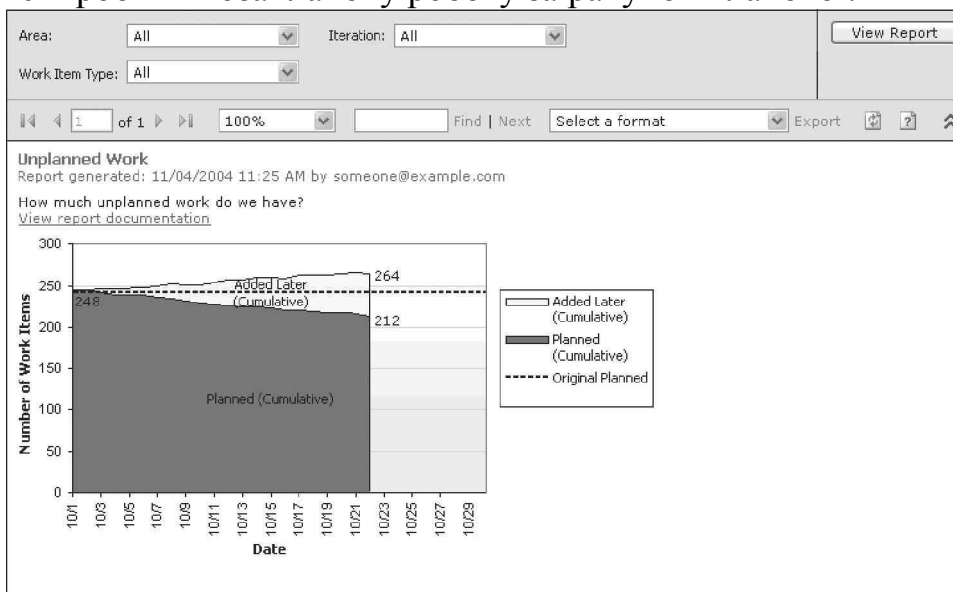 Area: All Iteration: All View Report
Work Item Type: All
1 of 1 100% Find | Next Select a format Export
Unplanned Work
Report generated: 11/04/2004 11:25 AM by someone@example.com
How much unplanned work do we have?
View report documentation
300
250
200
150
100
50
0
Number of Work Items
248
Added Later
(Cumulative)
264
212
Planned (Cumulative)
10/1 10/3 10/5 10/7 10/9 10/11 10/13 10/15 10/17 10/19 10/21 10/23 10/25 10/27 10/29
Date
Added Later
(Cumulative)
Planned
(Cumulative)
Original Planned